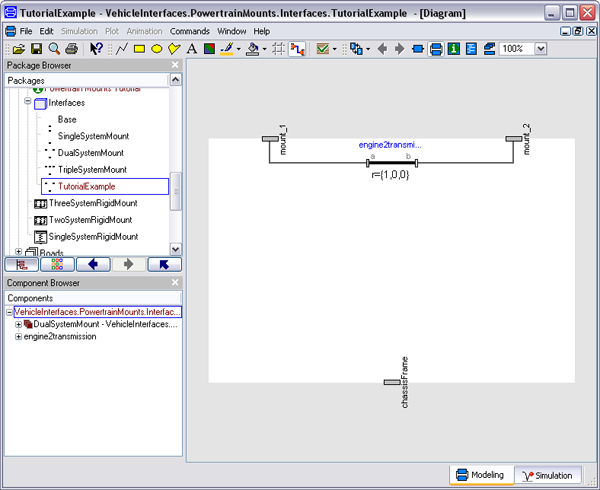 TutorialExample - VehicleInterfaces.PowertrainMounts.Interfaces.TutorialExample - [Diagram]
File Edit Simulation Plot Animation Commands Window Help
100%
Package Browser
Packages
Powertrain Mounts Tutorial
Interfaces
Base
SingleSystemMount
DualSystemMount
TripleSystemMount
TutorialExample
ThreeSystemRigidMount
TwoSystemRigidMount
SingleSystemRigidMount
Roads
Component Browser
Components
VehicleInterfaces.PowertrainMounts.Interfac...
DualSystemMount - VehicleInterfaces....
engine2transmission
mount_1
engine2transmi...
a b
r={1,0,0}
mount_2
chassisFrame
Modeling
Simulation